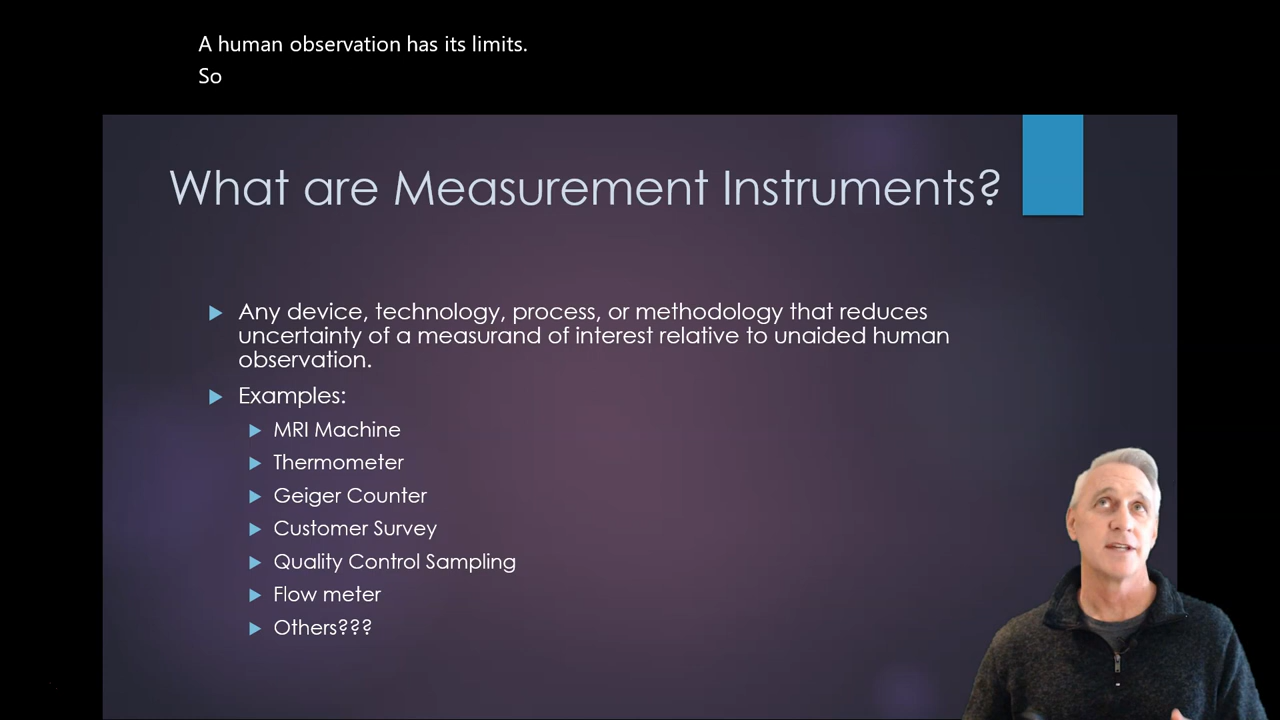 A human observation has its limits.
So
What are Measurement Instruments?
Any device, technology, process, or methodology that reduces
uncertainty of a measurand of interest relative to unaided human
observation.
Examples:
MRI Machine
Thermometer
Geiger Counter
Customer Survey
Quality Control Sampling
Flow meter
Others???